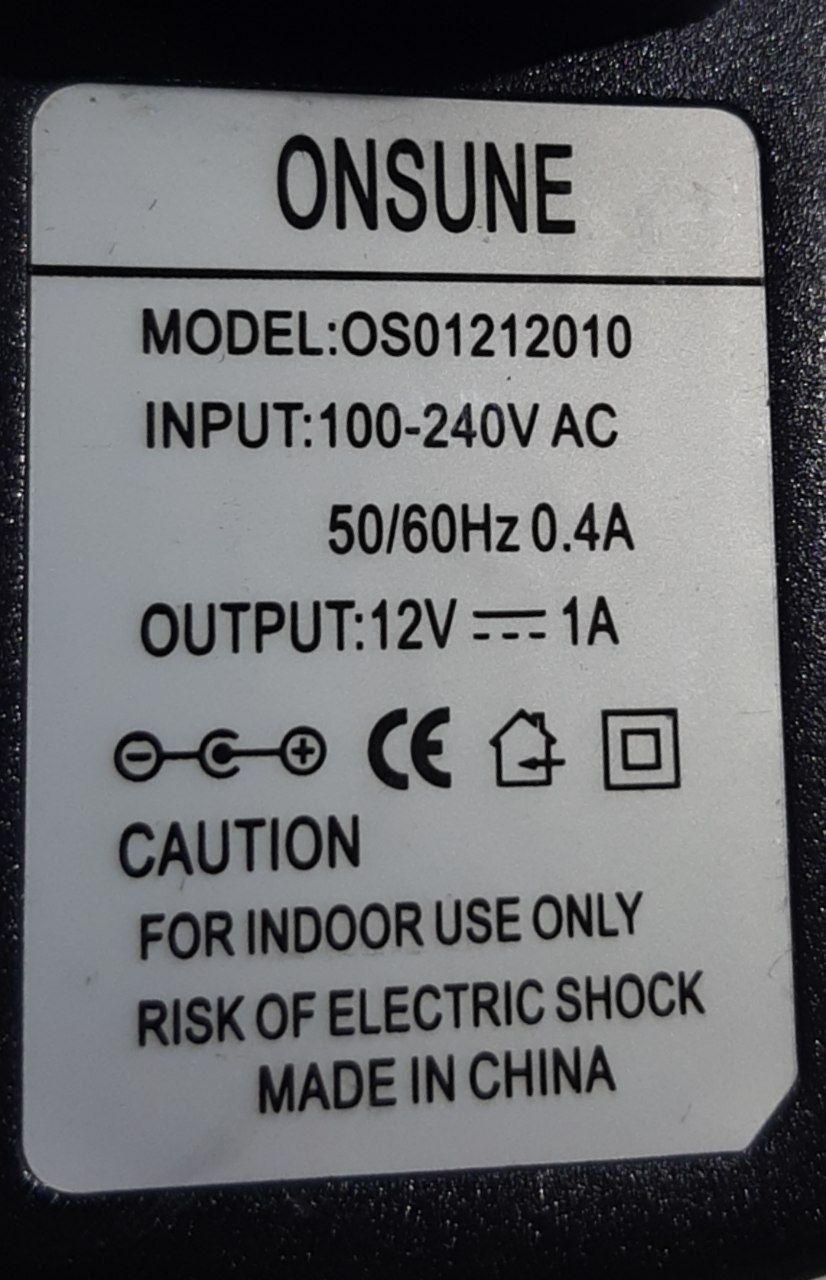 ONSUNE
MODEL:OS01212010
INPUT:100-240V AC
50/60Hz 0.4A
OUTPUT:12V ⎓ 1A
CE
CAUTION
FOR INDOOR USE ONLY
RISK OF ELECTRIC SHOCK
MADE IN CHINA